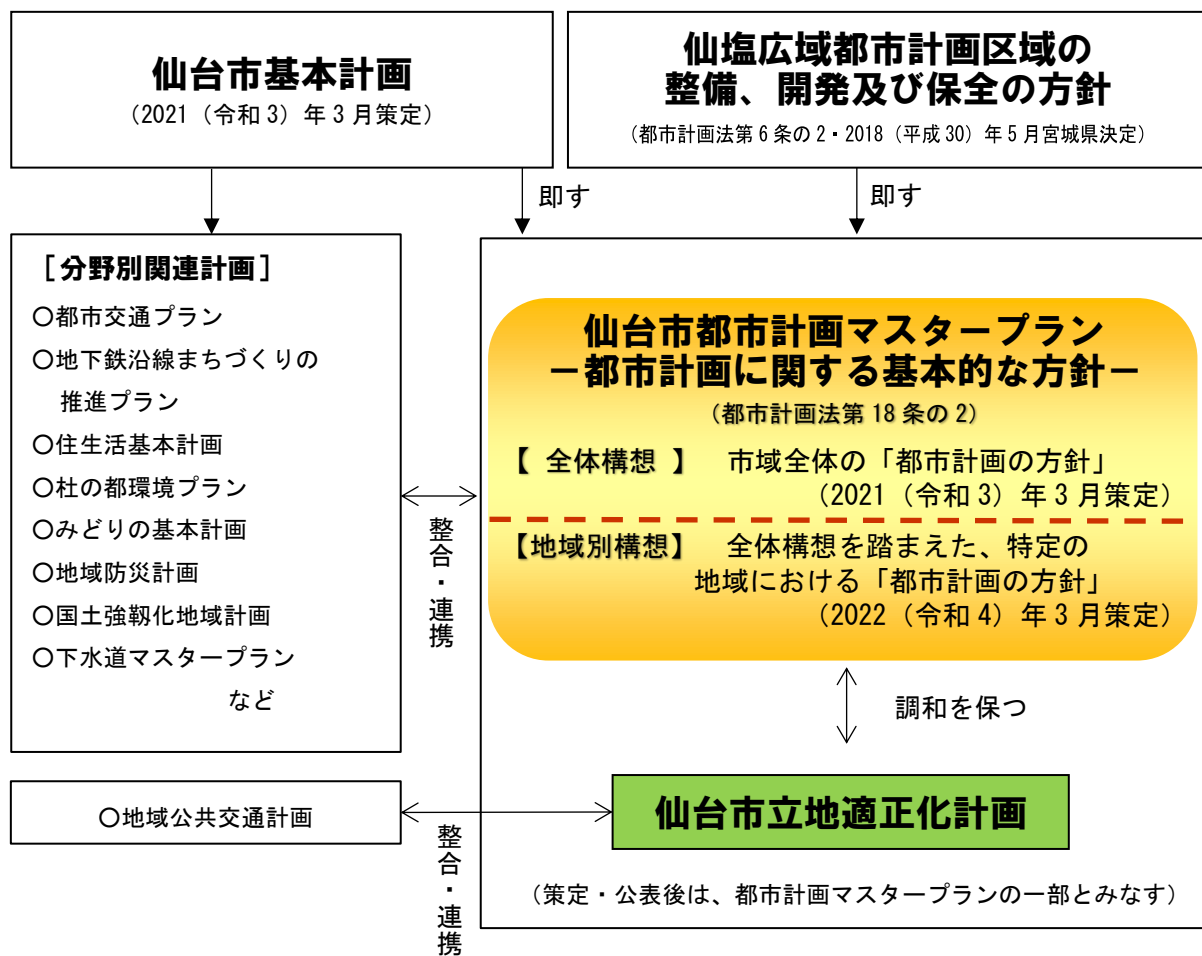 仙台市基本計画
（2021（令和3）年3月策定）
仙塩広域都市計画区域の
整備、開発及び保全の方針
（都市計画法第6条の2・2018（平成30）年5月宮城県決定）
即す
即す
［分野別関連計画］
○都市交通プラン
○地下鉄沿線まちづくりの
推進プラン
○住生活基本計画
○杜の都環境プラン
○みどりの基本計画
○地域防災計画
○国土強靱化地域計画
○下水道マスタープラン
など
整合・連携
仙台市都市計画マスタープラン
－都市計画に関する基本的な方針－
（都市計画法第18条の2）
【 全体構想 】 市域全体の「都市計画の方針」
（2021（令和3）年3月策定）
【地域別構想】 全体構想を踏まえた、特定の
地域における「都市計画の方針」
（2022（令和4）年3月策定）
調和を保つ
○地域公共交通計画
整合・連携
仙台市立地適正化計画
（策定・公表後は、都市計画マスタープランの一部とみなす）